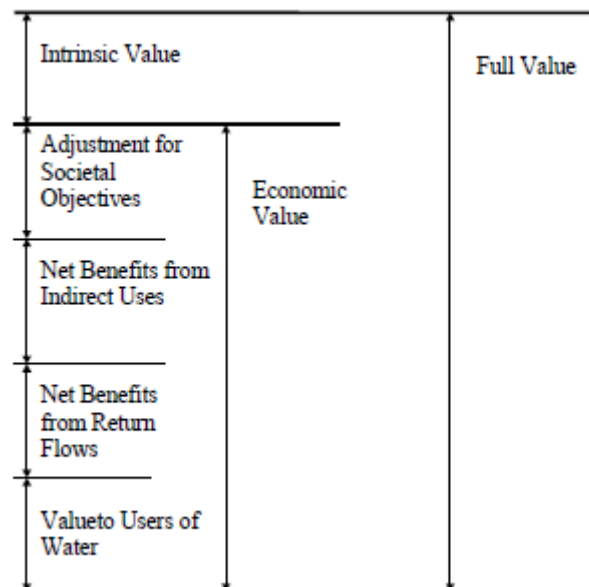 Intrinsic Value
Full Value
Adjustment for
Societal
Objectives
Economic
Value
Net Benefits from
Indirect Uses
Net Benefits
from Return
Flows
Valueto Users of
Water